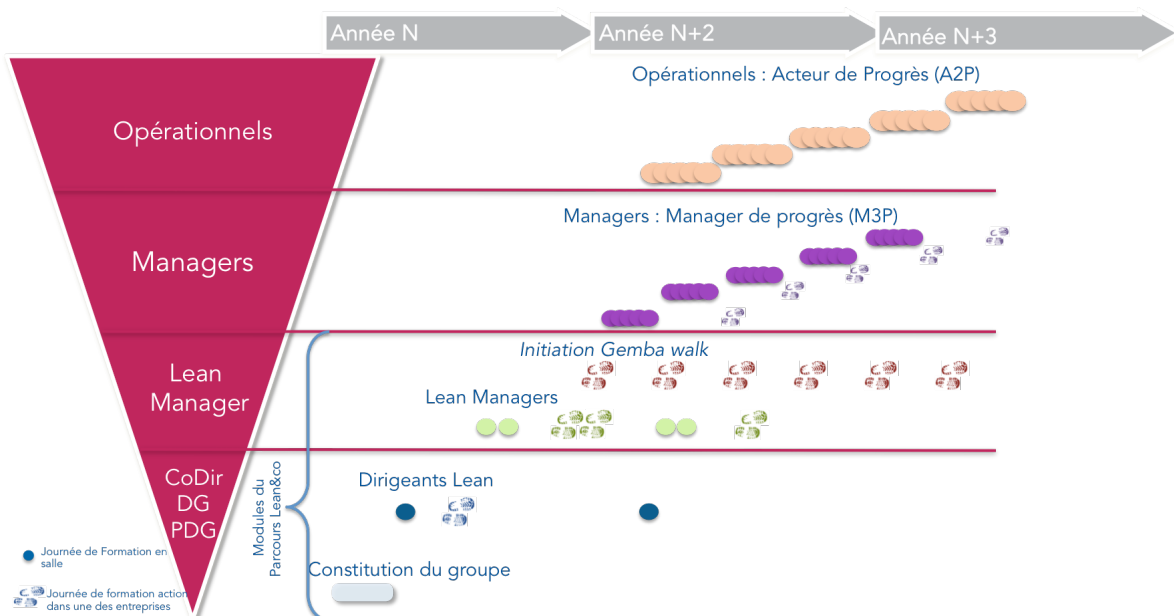 Année N
Année N+2
Année N+3
Opérationnels : Acteur de Progrès (A2P)
Opérationnels
Managers : Manager de progrès (M3P)
Managers
Initiation Gemba walk
Lean
Manager
Lean Managers
CoDir
DG
PDG
Dirigeants Lean
Modules du
Parcours Lean&co
Journée de Formation en
salle
Constitution du groupe
Journée de formation action
dans une des entreprises